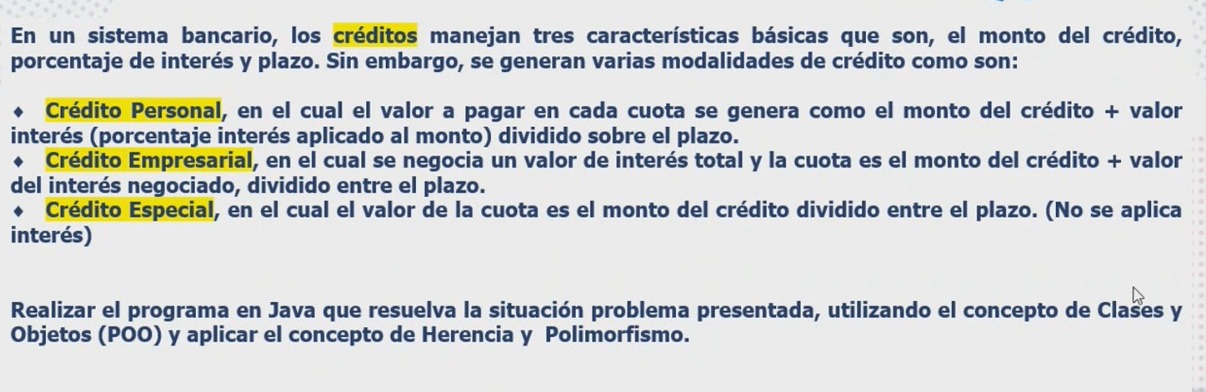 En un sistema bancario, los créditos manejan tres características básicas que son, el monto del crédito,
porcentaje de interés y plazo. Sin embargo, se generan varias modalidades de crédito como son:
♦ Crédito Personal, en el cual el valor a pagar en cada cuota se genera como el monto del crédito + valor
interés (porcentaje interés aplicado al monto) dividido sobre el plazo.
♦ Crédito Empresarial, en el cual se negocia un valor de interés total y la cuota es el monto del crédito + valor
del interés negociado, dividido entre el plazo.
♦ Crédito Especial, en el cual el valor de la cuota es el monto del crédito dividido entre el plazo. (No se aplica
interés)
Realizar el programa en Java que resuelva la situación problema presentada, utilizando el concepto de Clases y
Objetos (POO) y aplicar el concepto de Herencia y Polimorfismo.